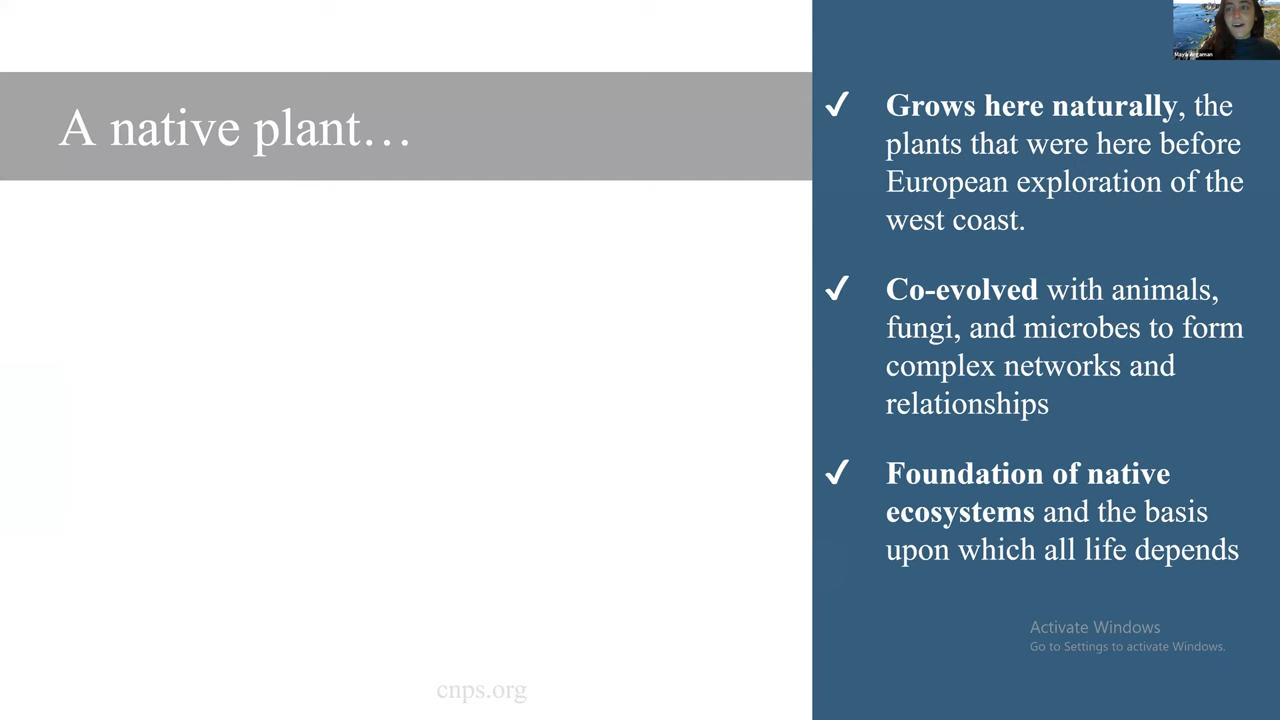 A native plant…
✓ Grows here naturally, the
plants that were here before
European exploration of the
west coast.
✓ Co-evolved with animals,
fungi, and microbes to form
complex networks and
relationships
✓ Foundation of native
ecosystems and the basis
upon which all life depends
Activate Windows
Go to Settings to activate Windows.
cnps.org
Maya Argaman